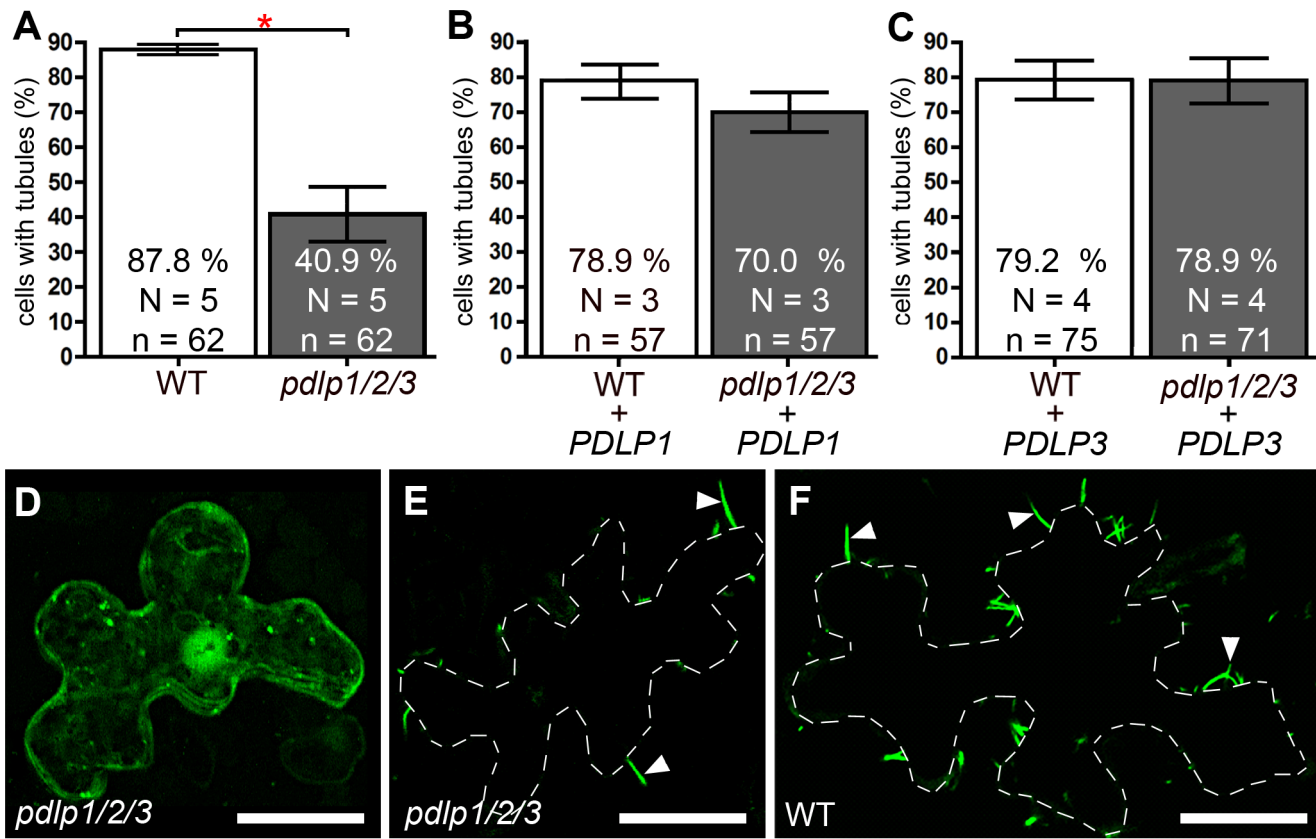 A
*
cells with tubules (%)
90
80
70
60
50
40
30
20
10
0
87.8 %
N = 5
n = 62
40.9 %
N = 5
n = 62
WT
pdlp1/2/3
B
cells with tubules (%)
90
80
70
60
50
40
30
20
10
0
78.9 %
N = 3
n = 57
70.0 %
N = 3
n = 57
WT
+
PDLP1
pdlp1/2/3
+
PDLP1
C
cells with tubules (%)
90
80
70
60
50
40
30
20
10
0
79.2 %
N = 4
n = 75
78.9 %
N = 4
n = 71
WT
+
PDLP3
pdlp1/2/3
+
PDLP3
D
pdlp1/2/3
E
pdlp1/2/3
F
WT